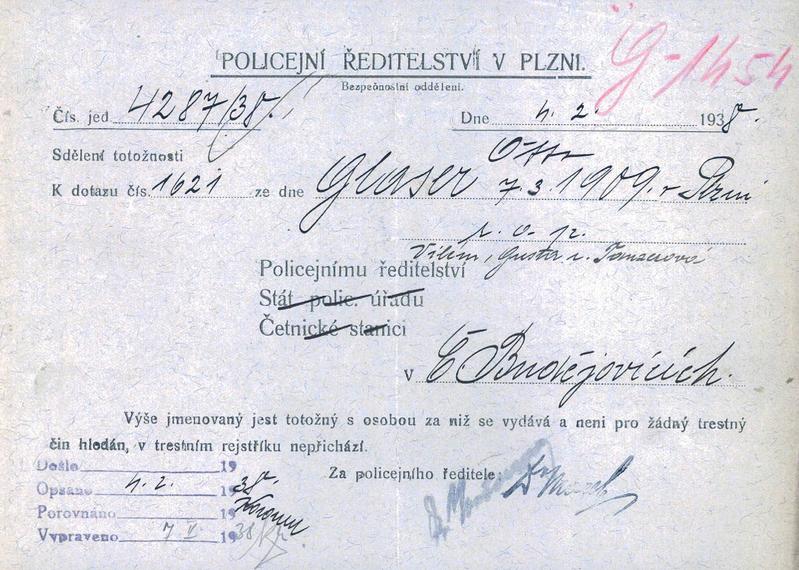 G-1454
POLICEJNÍ ŘEDITELSTVÍ V PLZNI.
Bezpečnostní oddělení.
Čís. jed. 4287/38. Dne 4. 2. 1938.
Sdělení totožnosti
Otto
K dotazu čís. 1621 ze dne Glaser 7.3.1909. v Plzni
Vilém, r. Tanzerová
Policejnímu ředitelství
Stát. polic. úřadu
Četnické stanici
v Č Budějovicích.
Výše jmenovaný jest totožný s osobou za niž se vydává a neni pro žádný trestný
čin hledán, v trestním rejstříku nepřichází.
Došlo 19
Za policejního ředitele
Opsáno 4. 2. 1938.
Porovnáno 19
Vypraveno 7 II 1938